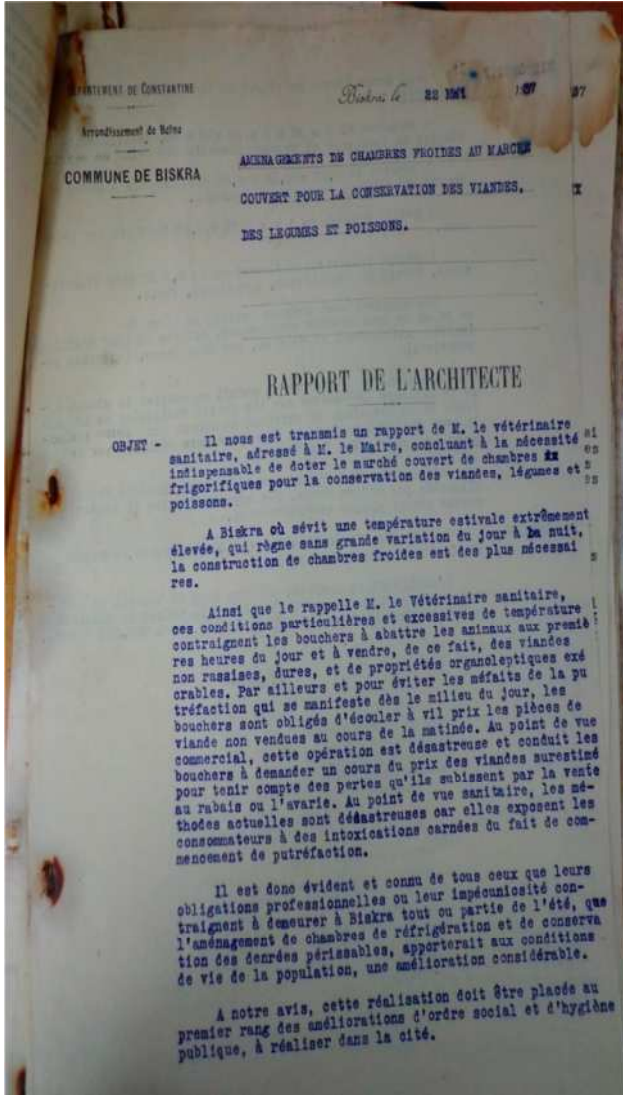 DEPARTEMENT DE CONSTANTINE
Arrondissement de Batna
COMMUNE DE BISKRA
Biskra, le 22 MAI 1937
37
AMENAGEMENTS DE CHAMBRES FROIDES AU MARCHE
COUVERT POUR LA CONSERVATION DES VIANDES,
DES LEGUMES ET POISSONS.
RAPPORT DE L'ARCHITECTE
OBJET - Il nous est transmis un rapport de M. le vétérinaire
sanitaire, adressé à M. le Maire, concluant à la nécessité
indispensable de doter le marché couvert de chambres
frigorifiques pour la conservation des viandes, légumes et
poissons.
A Biskra où sévit une température estivale extrêmement
élevée, qui règne sans grande variation du jour à la nuit,
la construction de chambres froides est des plus nécessai
res.
Ainsi que le rappelle M. le Vétérinaire sanitaire,
ces conditions particulières et excessives de température
contraignent les bouchers à abattre les animaux aux premiè
res heures du jour et à vendre, de ce fait, des viandes
non rassises, dures, et de propriétés organoleptiques exé
crables. Par ailleurs et pour éviter les méfaits de la pu
tréfaction qui se manifeste dès le milieu du jour, les
bouchers sont obligés d'écouler à vil prix les pièces de
viande non vendues au cours de la matinée. Au point de vue
commercial, cette opération est désastreuse et conduit les
bouchers à demander un cours du prix des viandes surestimé
pour tenir compte des pertes qu'ils subissent par la vente
au rabais ou l'avarie. Au point de vue sanitaire, les mé-
thodes actuelles sont désastreuses car elles exposent les
consommateurs à des intoxications carnées du fait de com-
mencement de putréfaction.
Il est donc évident et connu de tous ceux que leurs
obligations professionnelles ou leur impécuniosité con-
traignent à demeurer à Biskra tout ou partie de l'été, que
l'aménagement de chambres de réfrigération et de conserva
tion des denrées périssables, apporterait aux conditions
de vie de la population, une amélioration considérable.
A notre avis, cette réalisation doit être placée au
premier rang des améliorations d'ordre social et d'hygiène
publique, à réaliser dans la cité.